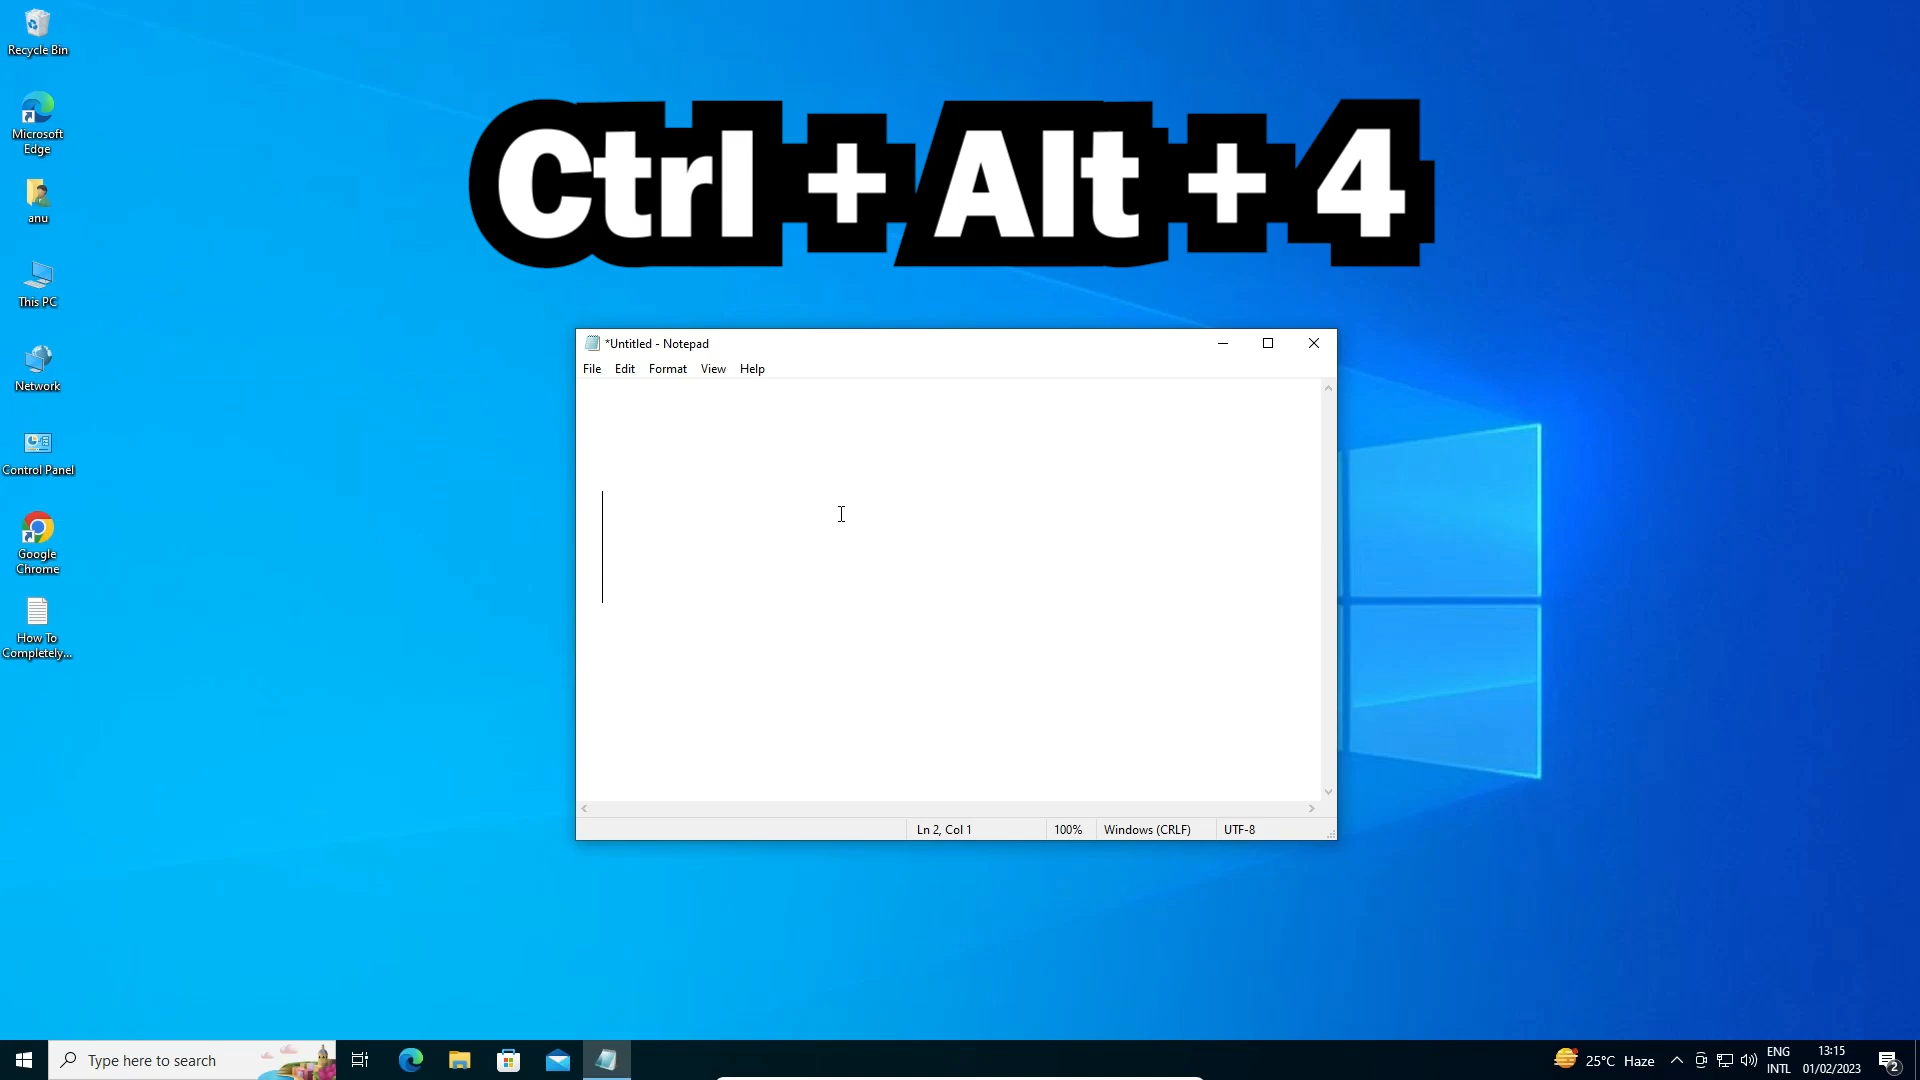 Recycle Bin
Ctrl + Alt + 4
Microsoft
Edge
anu
This PC
Network
Control Panel
Google
Chrome
How To
Completely...
*Untitled - Notepad
File Edit Format View Help
Ln 2, Col 1 100% Windows (CRLF) UTF-8
Type here to search
25°C Haze
ENG
INTL
13:15
01/02/2023
2